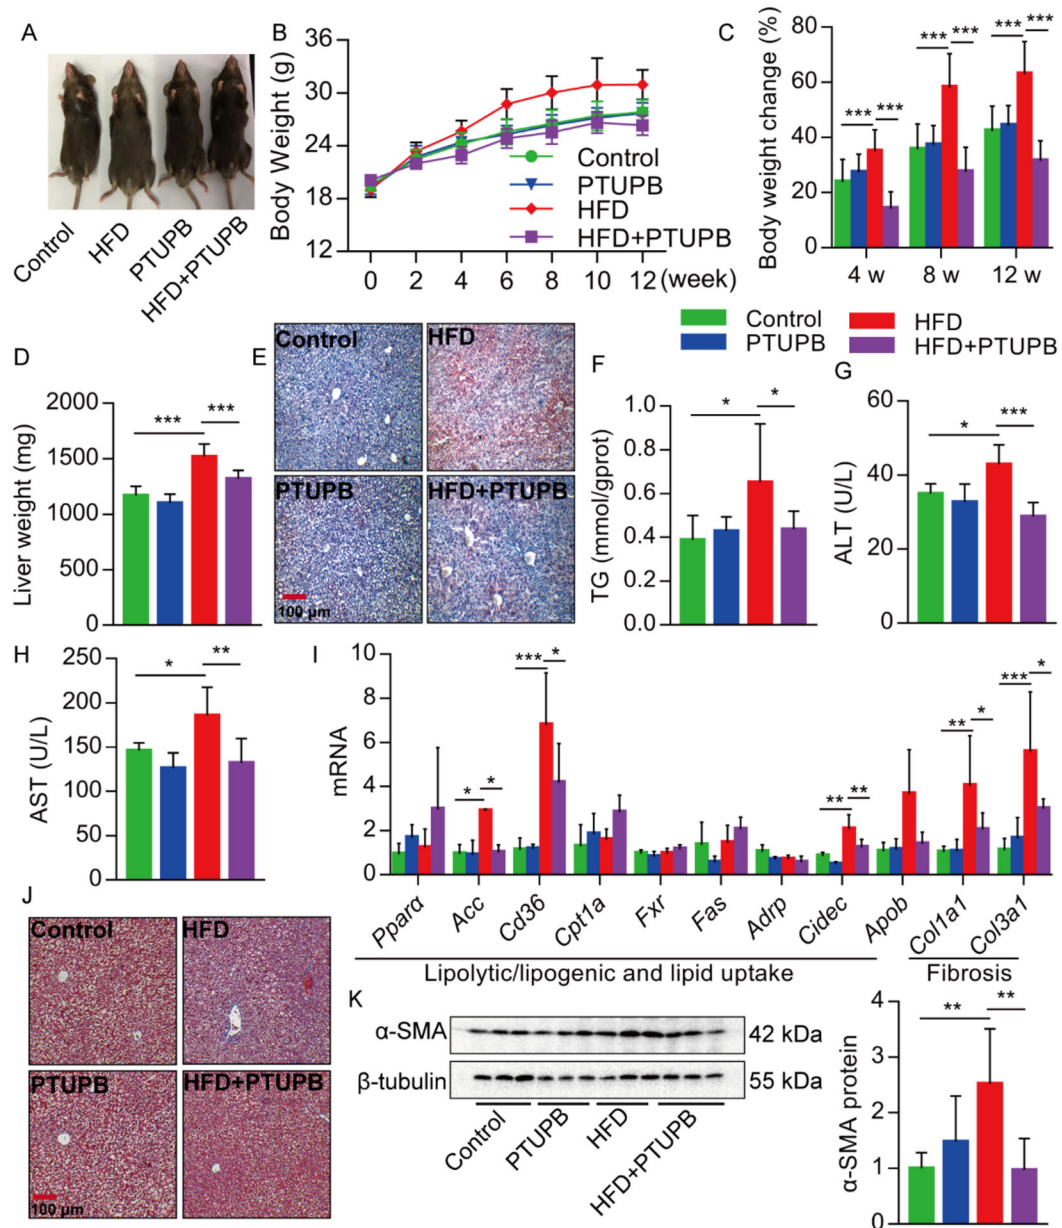 A
Control
HFD
PTUPB
HFD+PTUPB
B
Body Weight (g)
36
30
24
18
12
0 2 4 6 8 10 12 (week)
Control
PTUPB
HFD
HFD+PTUPB
C
Body weight change (%)
80
60
40
20
0
*** ***
*** ***
*** ***
4 w 8 w 12 w
Control
PTUPB
HFD
HFD+PTUPB
D
Liver weight (mg)
2000
1500
1000
500
0
*** ***
E
Control
HFD
PTUPB
HFD+PTUPB
100 µm
F
TG (mmol/gprot)
1.0
0.8
0.6
0.4
0.2
0.0
* *
G
ALT (U/L)
60
40
20
0
* ***
H
AST (U/L)
250
200
150
100
50
0
* **
I
mRNA
10
8
6
4
2
0
* *
*** *
** **
** *
*** *
Pparα Acc Cd36 Cpt1a Fxr Fas Adrp Cidec Apob Col1a1 Col3a1
Lipolytic/lipogenic and lipid uptake
Fibrosis
J
Control
HFD
PTUPB
HFD+PTUPB
100 µm
K
α-SMA
42 kDa
β-tubulin
55 kDa
Control
PTUPB
HFD
HFD+PTUPB
α-SMA protein
4
3
2
1
0
** **